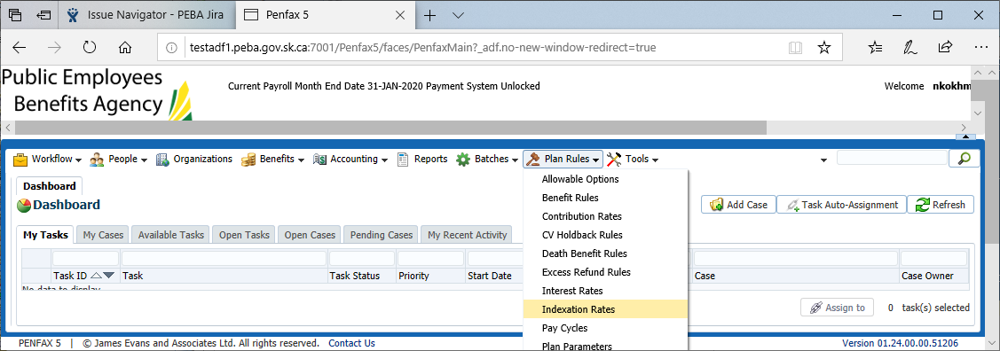 Issue Navigator - PEBA Jira
Penfax 5
testadf1.peba.gov.sk.ca:7001/Penfax5/faces/PenfaxMain?_adf.no-new-window-redirect=true
Public Employees
Benefits Agency
Current Payroll Month End Date 31-JAN-2020 Payment System Unlocked
Welcome nkokhm
Workflow People Organizations Benefits Accounting Reports Batches Plan Rules Tools
Allowable Options
Benefit Rules
Contribution Rates
CV Holdback Rules
Death Benefit Rules
Excess Refund Rules
Interest Rates
Indexation Rates
Pay Cycles
Plan Parameters
Dashboard
Dashboard
Add Case Task Auto-Assignment Refresh
My Tasks My Cases Available Tasks Open Tasks Open Cases Pending Cases My Recent Activity
Task ID Task Task Status Priority Start Date Case Case Owner
No data to display
Assign to 0 task(s) selected
PENFAX 5 | © James Evans and Associates Ltd. All rights reserved. Contact Us Version 01.24.00.00.51206